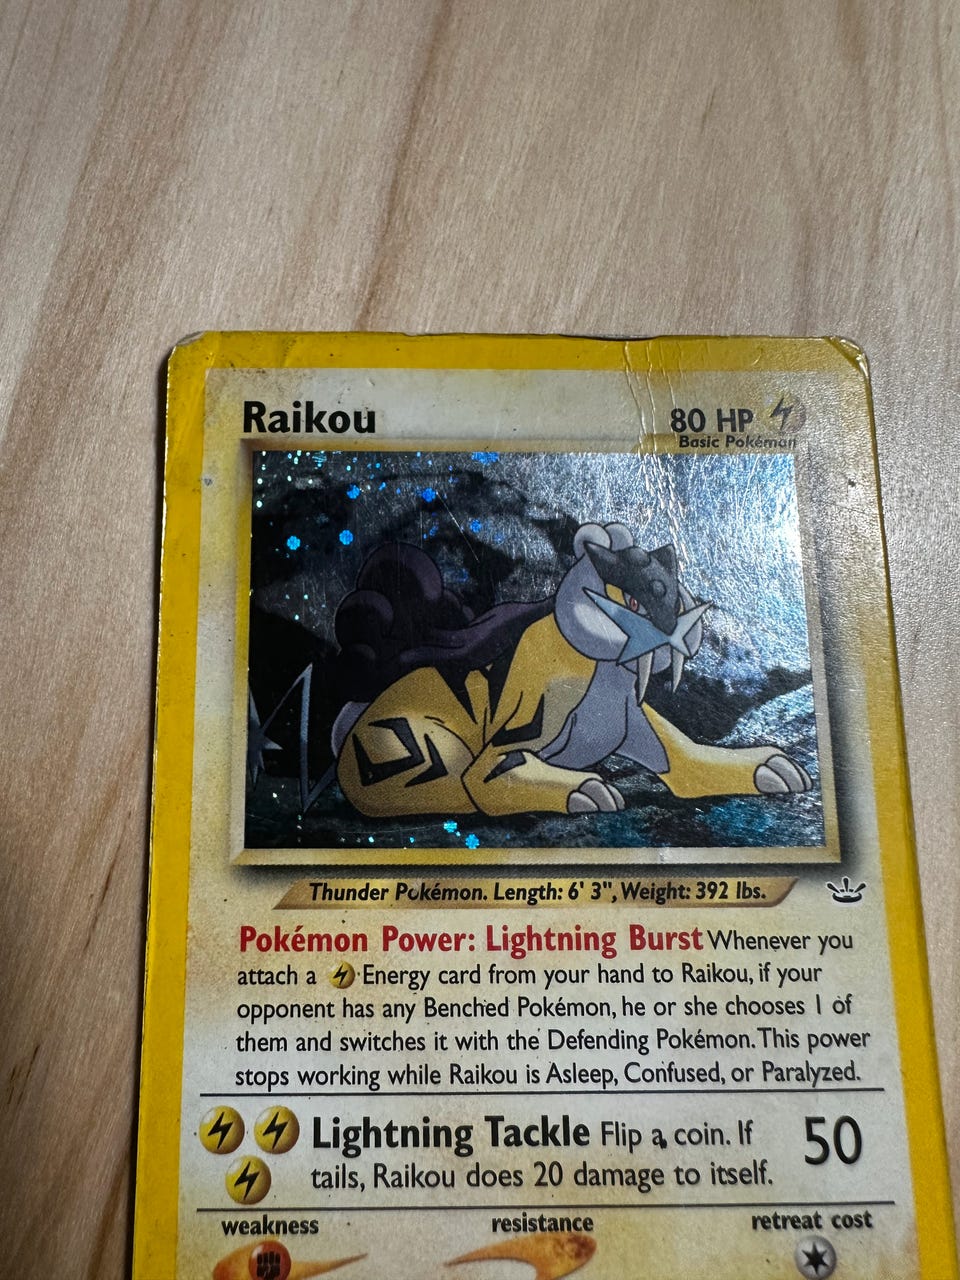 Raikou
80 HP
Basic Pokémon
Thunder Pokémon. Length: 6' 3", Weight: 392 lbs.
Pokémon Power: Lightning Burst Whenever you
attach a Energy card from your hand to Raikou, if your
opponent has any Benched Pokémon, he or she chooses 1 of
them and switches it with the Defending Pokémon. This power
stops working while Raikou is Asleep, Confused, or Paralyzed.
Lightning Tackle Flip a coin. If 50
tails, Raikou does 20 damage to itself.
weakness resistance retreat cost